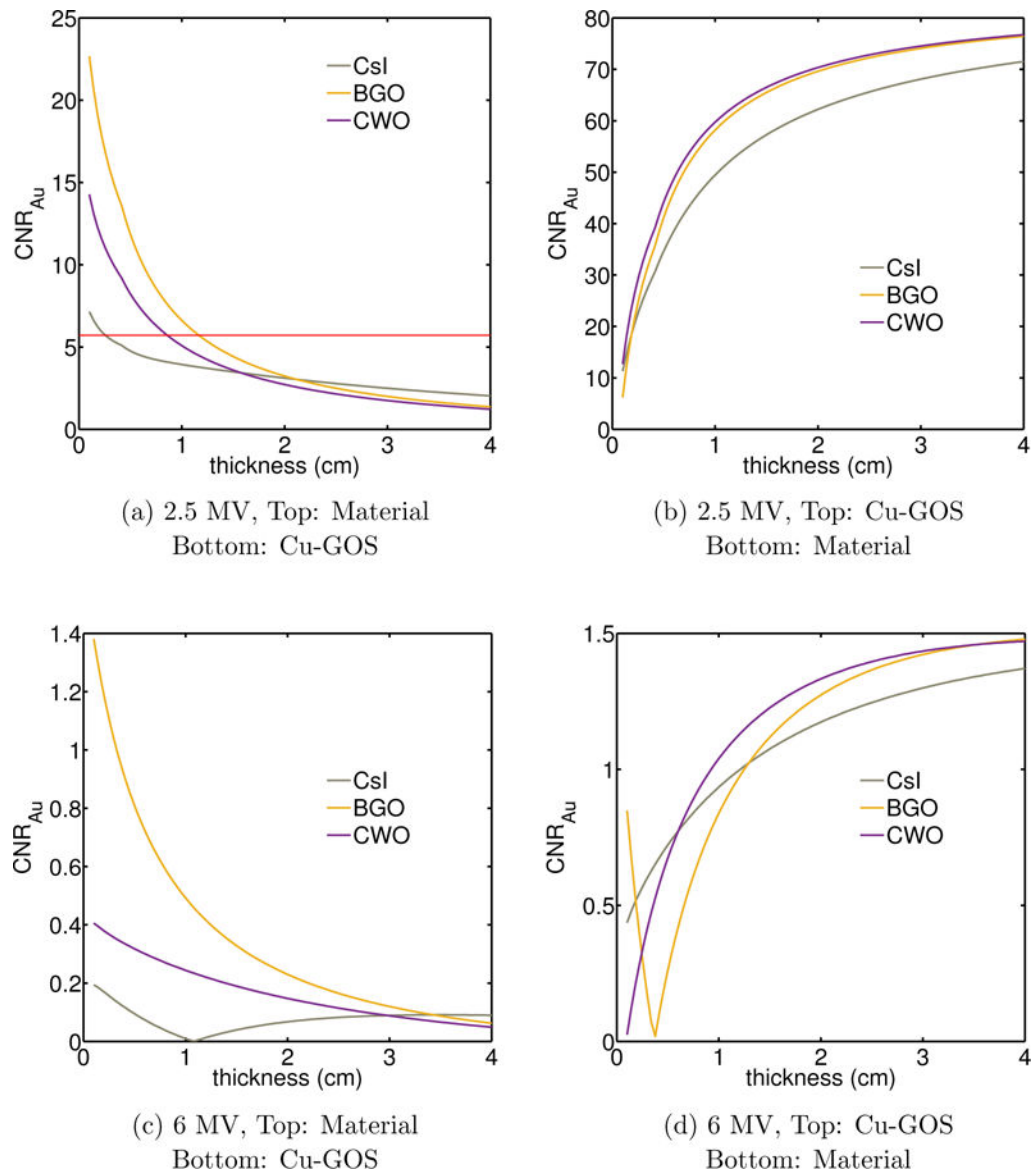 25
20
15
10
5
0
CNR_Au
CsI
BGO
CWO
0 1 2 3 4
thickness (cm)
(a) 2.5 MV, Top: Material
Bottom: Cu-GOS
80
70
60
50
40
30
20
10
0
CNR_Au
CsI
BGO
CWO
0 1 2 3 4
thickness (cm)
(b) 2.5 MV, Top: Cu-GOS
Bottom: Material
1.4
1.2
1
0.8
0.6
0.4
0.2
0
CNR_Au
CsI
BGO
CWO
0 1 2 3 4
thickness (cm)
(c) 6 MV, Top: Material
Bottom: Cu-GOS
1.5
1
0.5
0
CNR_Au
CsI
BGO
CWO
0 1 2 3 4
thickness (cm)
(d) 6 MV, Top: Cu-GOS
Bottom: Material